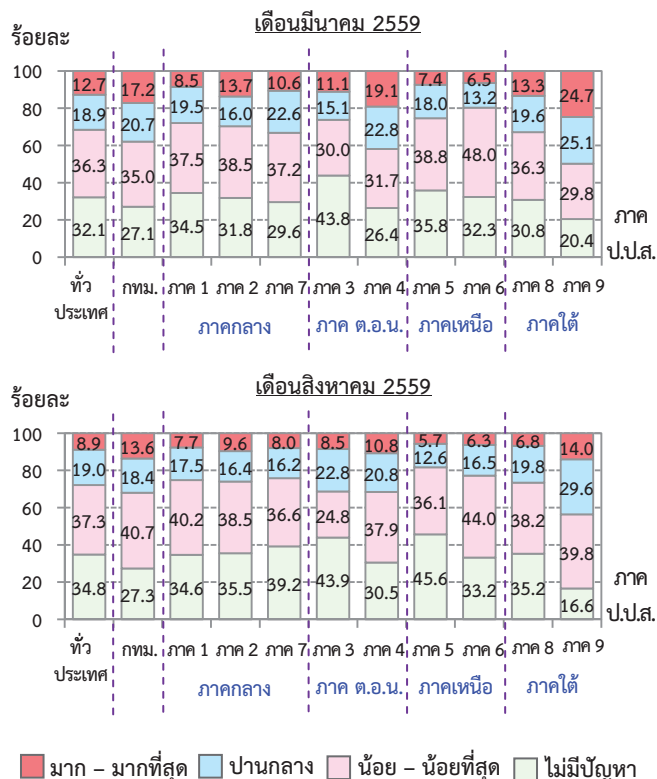 เดือนมีนาคม 2559
ร้อยละ
100
80
60
40
20
0
12.7 17.2 8.5 13.7 10.6 11.1 19.1 7.4 6.5 13.3 24.7
18.9 20.7 19.5 16.0 22.6 15.1 22.8 18.0 13.2 19.6 25.1
36.3 35.0 37.5 38.5 37.2 30.0 31.7 38.8 48.0 36.3 29.8
32.1 27.1 34.5 31.8 29.6 43.8 26.4 35.8 32.3 30.8 20.4
ภาค
ป.ป.ส.
ทั่วประเทศ กทม. ภาค 1 ภาค 2 ภาค 7 ภาค 3 ภาค 4 ภาค 5 ภาค 6 ภาค 8 ภาค 9
ภาคกลาง ภาค ต.อ.น. ภาคเหนือ ภาคใต้
เดือนสิงหาคม 2559
ร้อยละ
100
80
60
40
20
0
8.9 13.6 7.7 9.6 8.0 8.5 10.8 5.7 6.3 6.8 14.0
19.0 18.4 17.5 16.4 16.2 22.8 20.8 12.6 16.5 19.8 29.6
37.3 40.7 40.2 38.5 36.6 24.8 37.9 36.1 44.0 38.2 39.8
34.8 27.3 34.6 35.5 39.2 43.9 30.5 45.6 33.2 35.2 16.6
ภาค
ป.ป.ส.
ทั่วประเทศ กทม. ภาค 1 ภาค 2 ภาค 7 ภาค 3 ภาค 4 ภาค 5 ภาค 6 ภาค 8 ภาค 9
ภาคกลาง ภาค ต.อ.น. ภาคเหนือ ภาคใต้
มาก – มากที่สุด ปานกลาง น้อย – น้อยที่สุด ไม่มีปัญหา